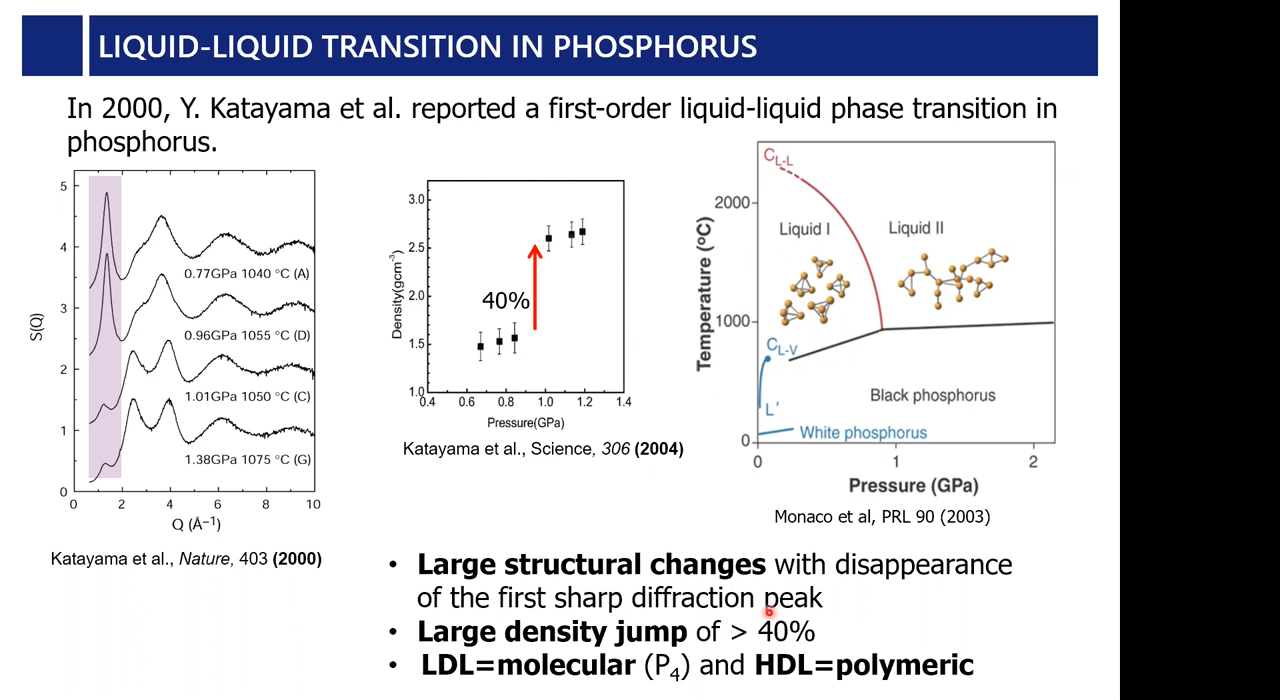 LIQUID-LIQUID TRANSITION IN PHOSPHORUS
In 2000, Y. Katayama et al. reported a first-order liquid-liquid phase transition in
phosphorus.
5
4
3
2
1
0
S(Q)
0.77GPa 1040 °C (A)
0.96GPa 1055 °C (D)
1.01GPa 1050 °C (C)
1.38GPa 1075 °C (G)
0 2 4 6 8 10
Q (Å⁻¹)
Katayama et al., Nature, 403 (2000)
3.0
2.5
2.0
1.5
1.0
Density(gcm⁻³)
40%
0.4 0.6 0.8 1.0 1.2 1.4
Pressure(GPa)
Katayama et al., Science, 306 (2004)
C_L-L
2000
Liquid I
Liquid II
Temperature (°C)
1000
C_L-V
Black phosphorus
L′
White phosphorus
0
0 1 2
Pressure (GPa)
Monaco et al, PRL 90 (2003)
• Large structural changes with disappearance
of the first sharp diffraction peak
• Large density jump of > 40%
• LDL=molecular (P₄) and HDL=polymeric